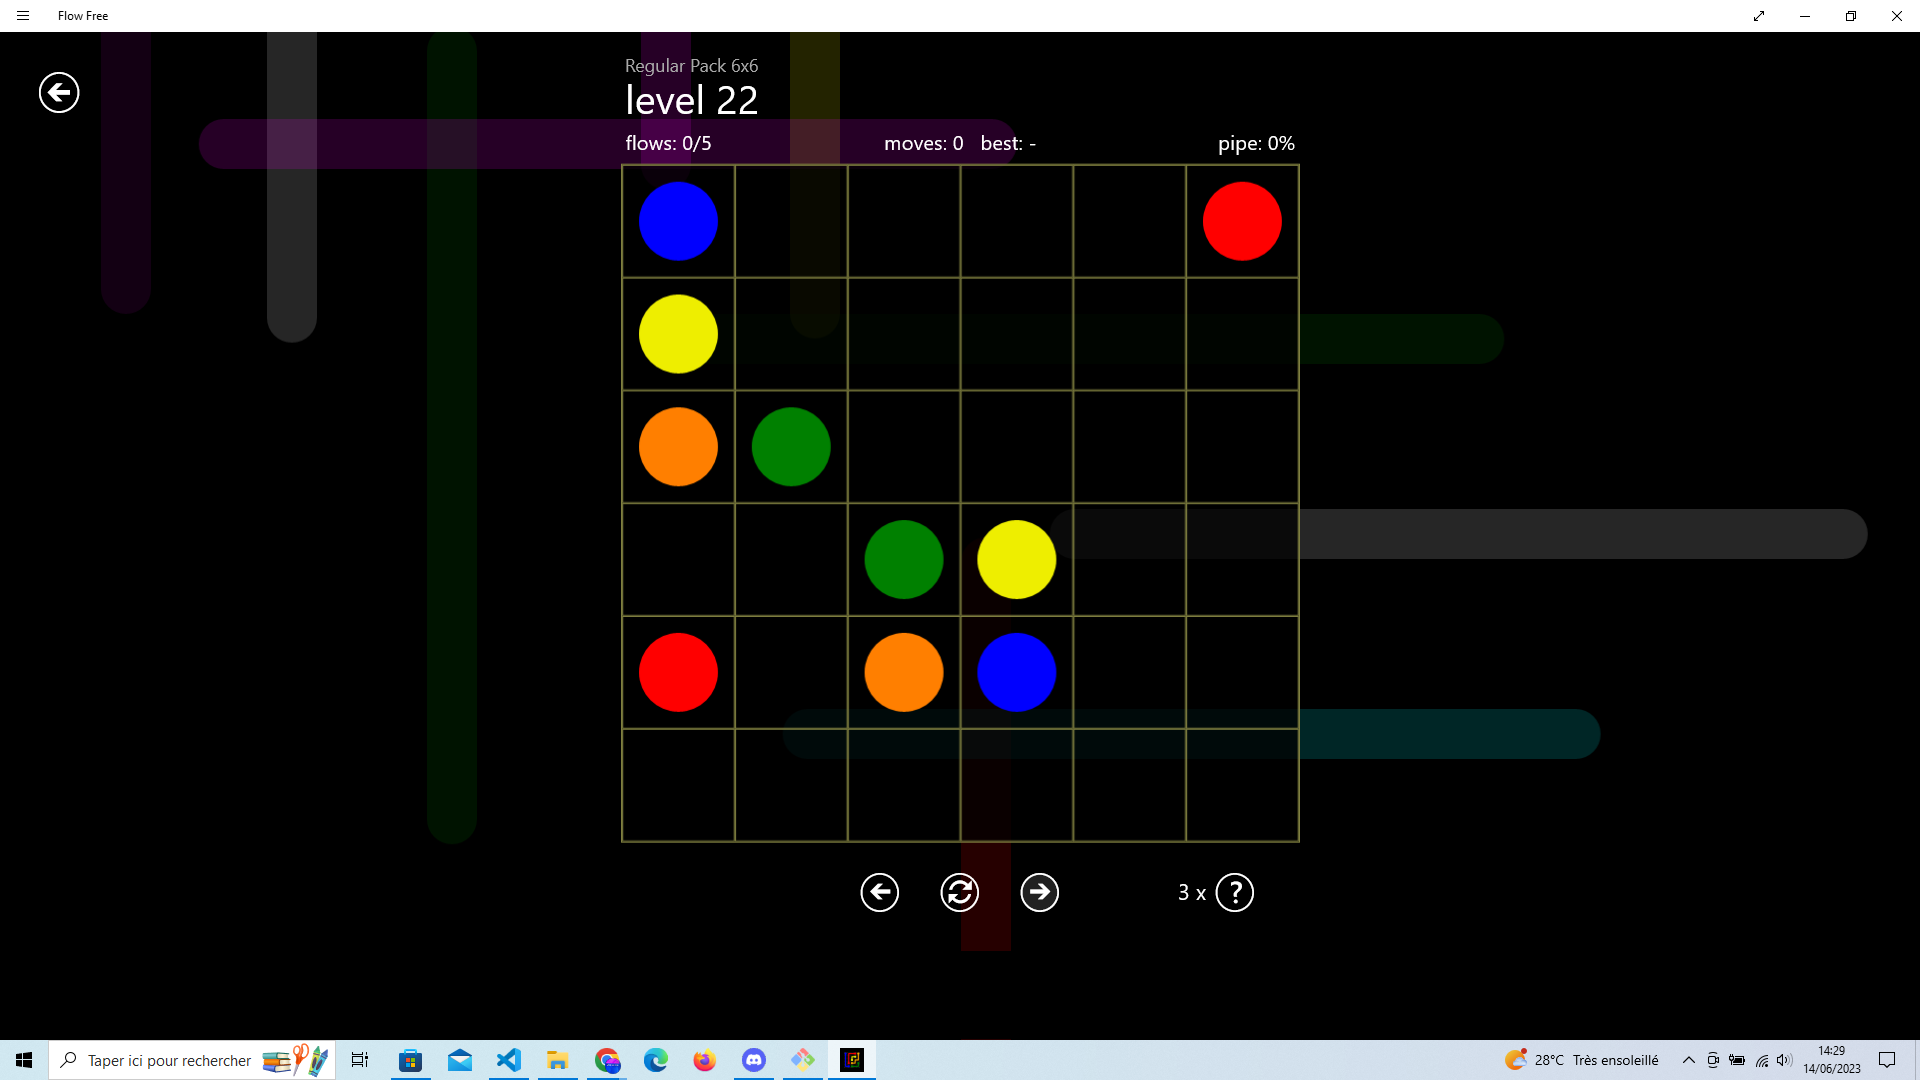 Flow Free
Regular Pack 6x6
level 22
flows: 0/5 moves: 0 best: - pipe: 0%
3 x ?
Taper ici pour rechercher
28°C Très ensoleillé
14:29
14/06/2023